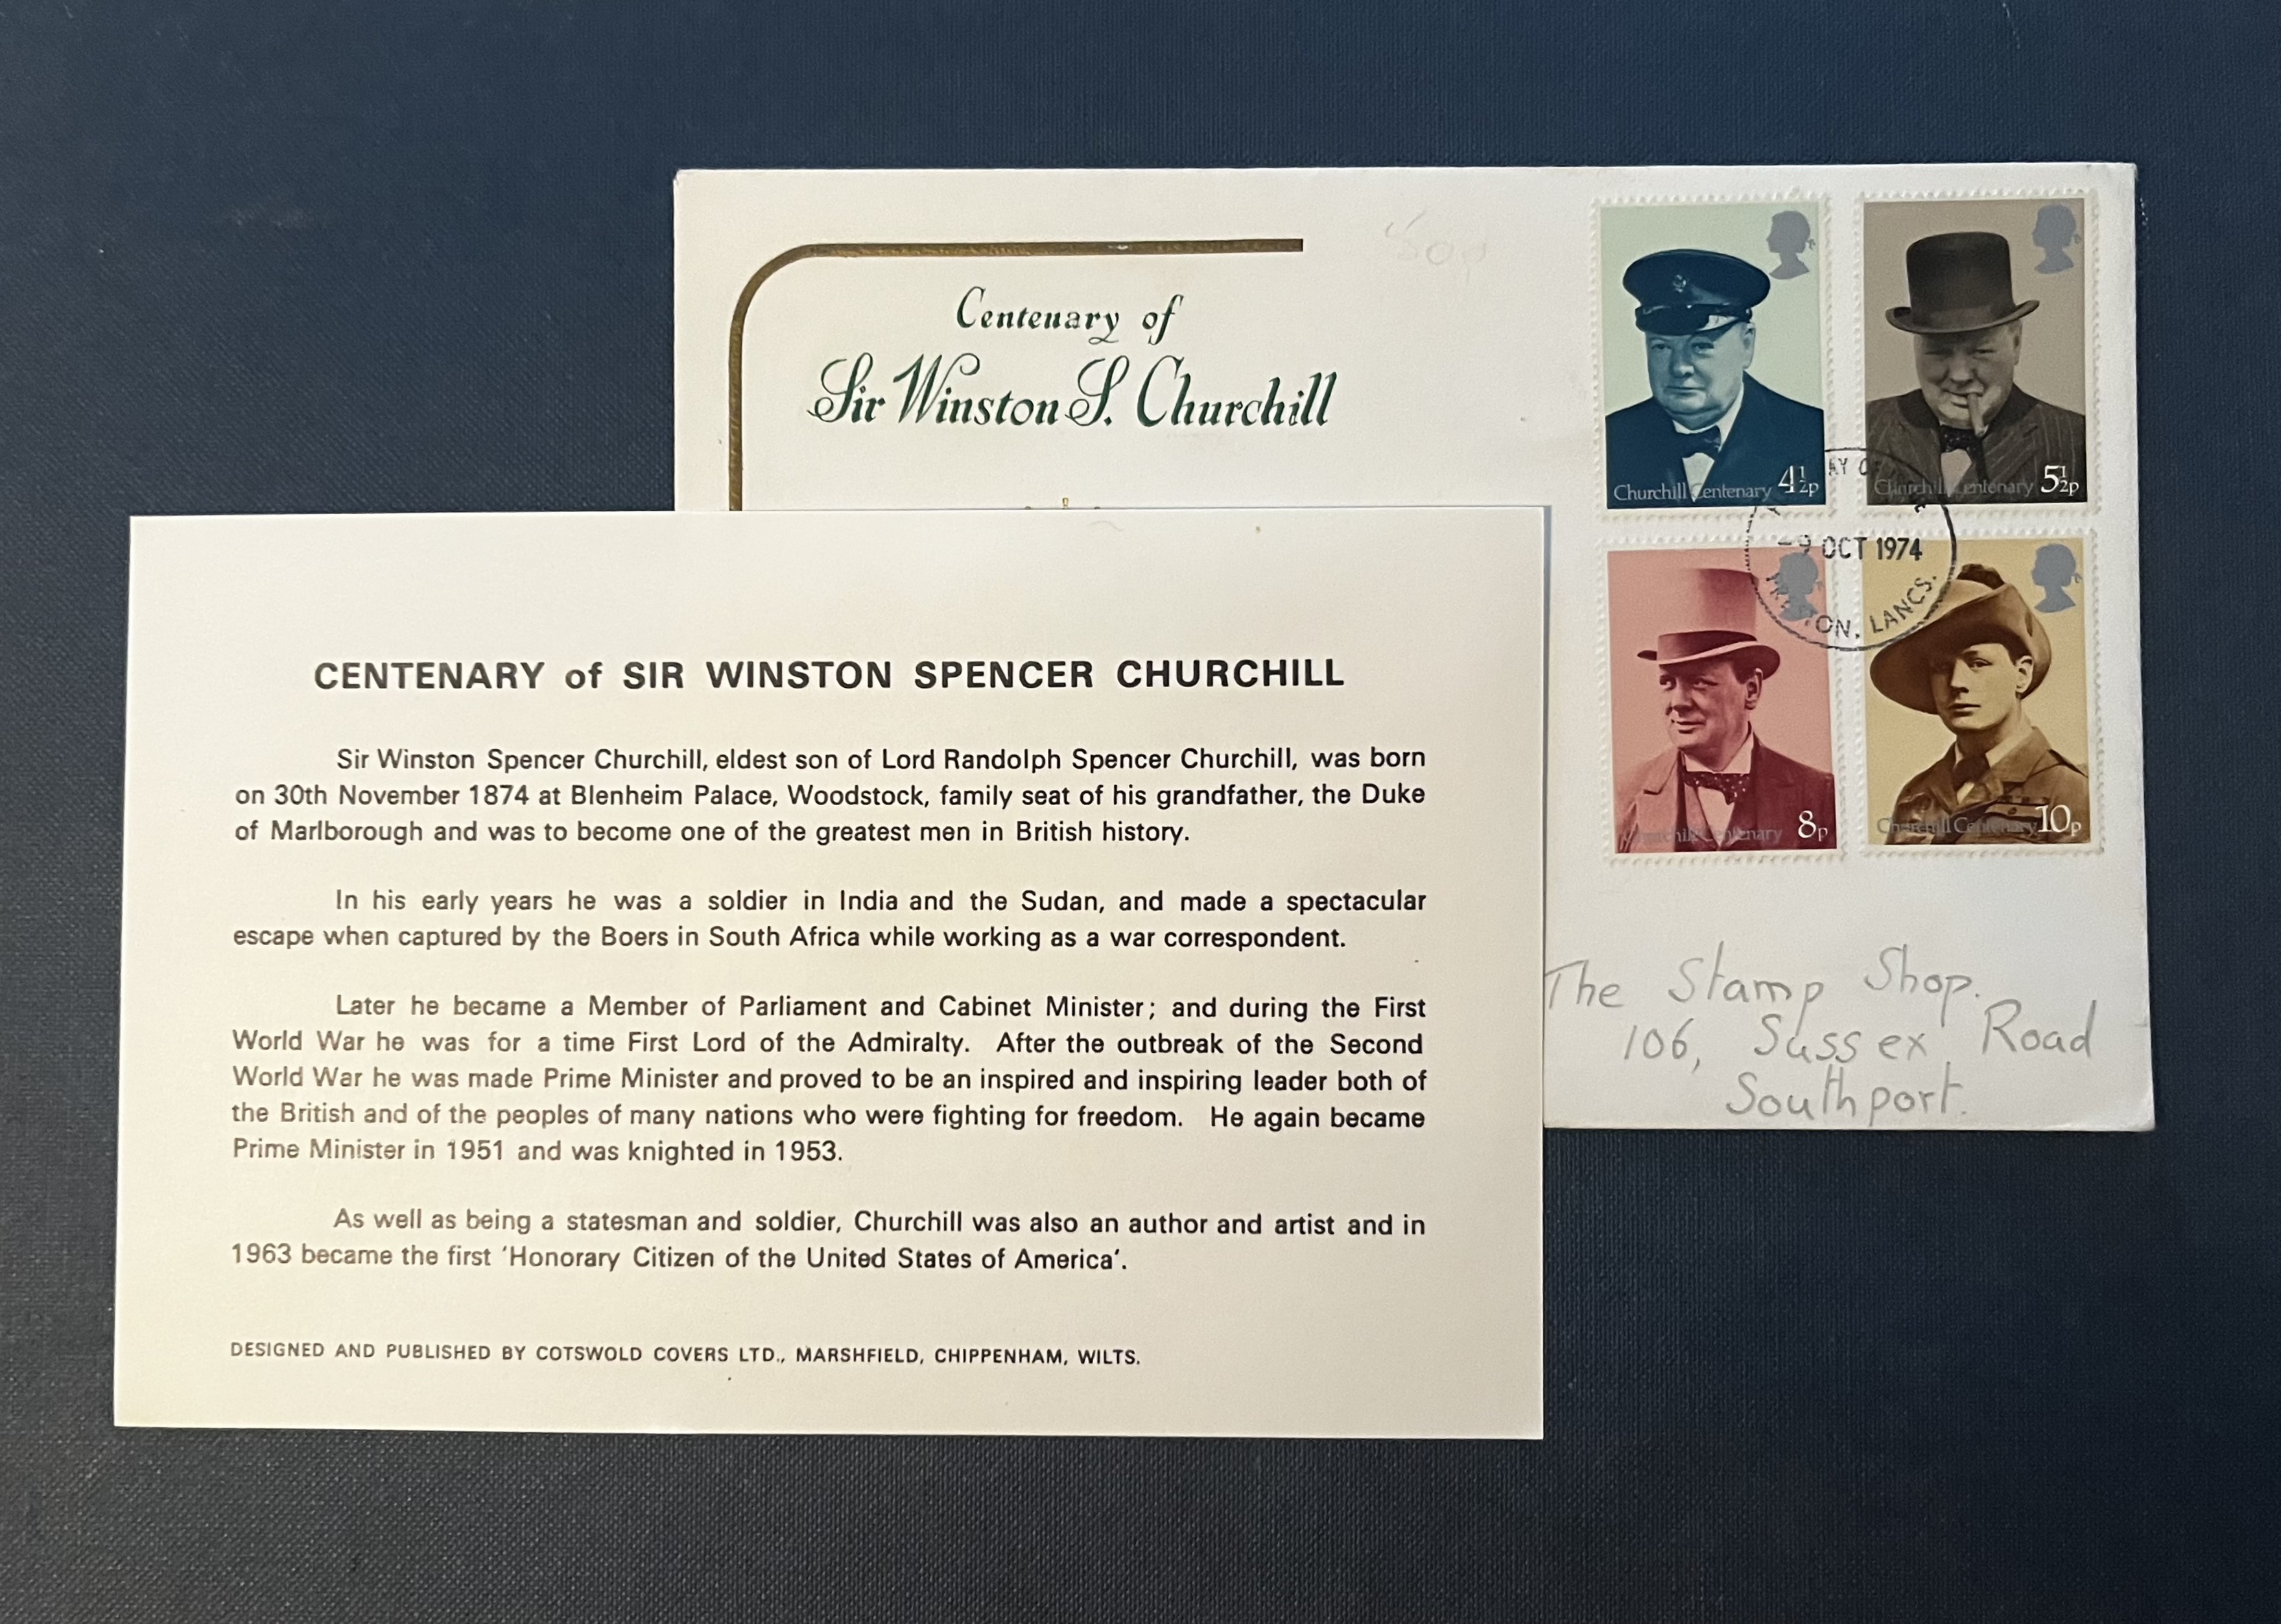 Centenary of
Sir Winston S. Churchill
Churchill Centenary 4½p
Churchill Centenary 5½p
AY OF
-9 OCT 1974
TON, LANCS.
Churchill Centenary 8p
Churchill Centenary 10p
The Stamp Shop.
106, Sussex Road
Southport.
CENTENARY of SIR WINSTON SPENCER CHURCHILL
Sir Winston Spencer Churchill, eldest son of Lord Randolph Spencer Churchill, was born
on 30th November 1874 at Blenheim Palace, Woodstock, family seat of his grandfather, the Duke
of Marlborough and was to become one of the greatest men in British history.
In his early years he was a soldier in India and the Sudan, and made a spectacular
escape when captured by the Boers in South Africa while working as a war correspondent.
Later he became a Member of Parliament and Cabinet Minister; and during the First
World War he was for a time First Lord of the Admiralty. After the outbreak of the Second
World War he was made Prime Minister and proved to be an inspired and inspiring leader both of
the British and of the peoples of many nations who were fighting for freedom. He again became
Prime Minister in 1951 and was knighted in 1953.
As well as being a statesman and soldier, Churchill was also an author and artist and in
1963 became the first 'Honorary Citizen of the United States of America'.
DESIGNED AND PUBLISHED BY COTSWOLD COVERS LTD., MARSHFIELD, CHIPPENHAM, WILTS.